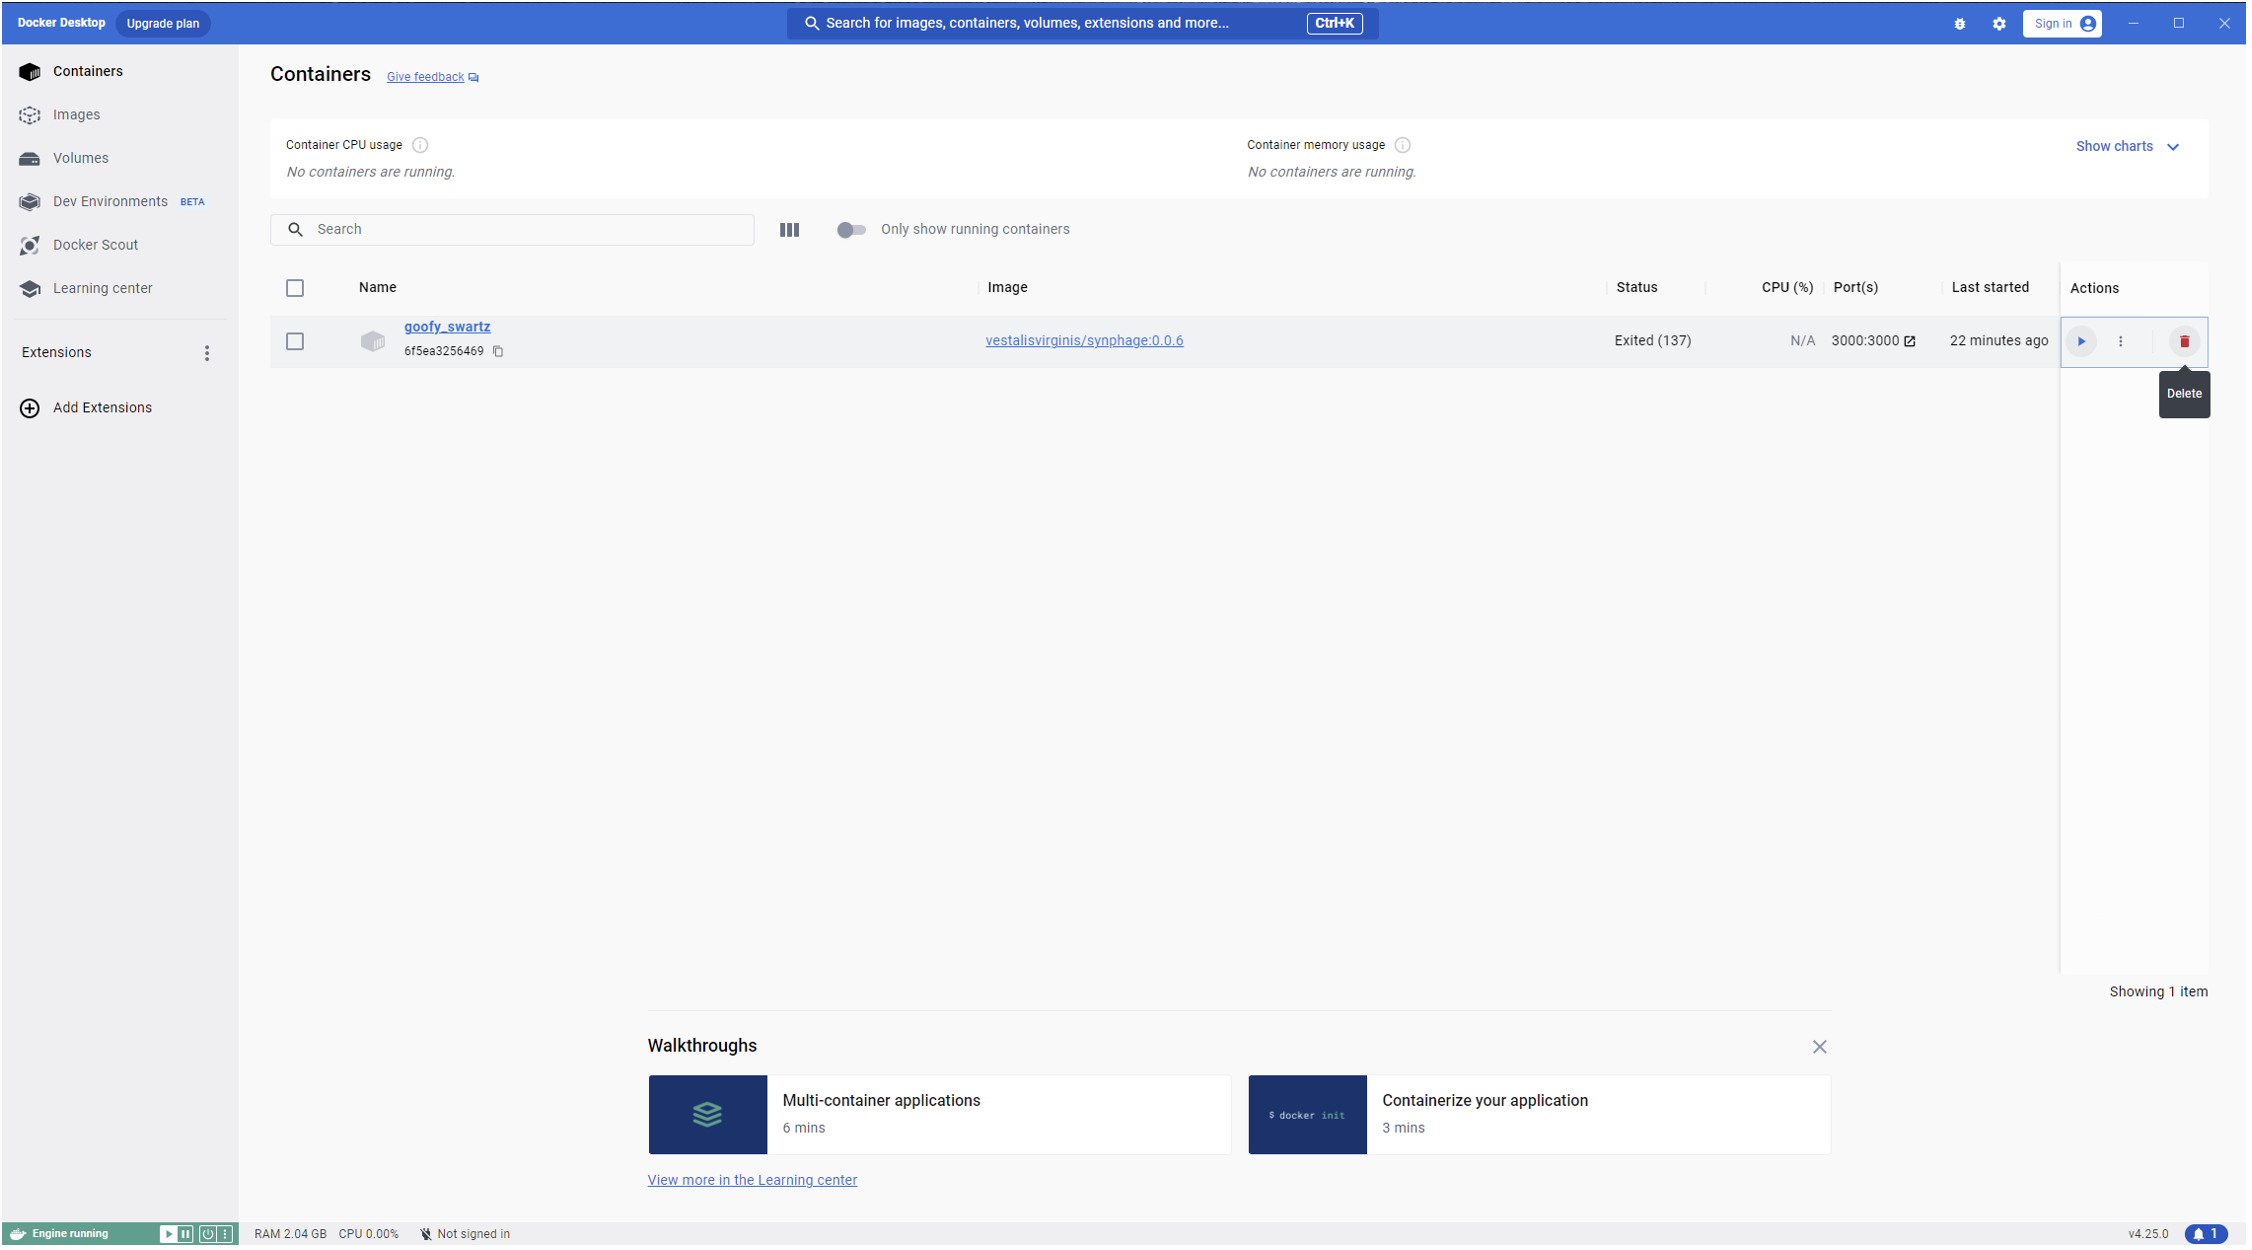 Docker Desktop Upgrade plan Search for images, containers, volumes, extensions and more... Ctrl+K Sign in
Containers
Images
Volumes
Dev Environments BETA
Docker Scout
Learning center
Extensions
Add Extensions
Containers Give feedback
Container CPU usage
No containers are running.
Container memory usage
No containers are running.
Show charts
Search Only show running containers
Name Image Status CPU (%) Port(s) Last started Actions
goofy_swartz
6f5ea3256469
vestalisvirginis/synphage:0.0.6 Exited (137) N/A 3000:3000 22 minutes ago
Delete
Showing 1 item
Walkthroughs
Multi-container applications
6 mins
$ docker init
Containerize your application
3 mins
View more in the Learning center
Engine running RAM 2.04 GB CPU 0.00% Not signed in v4.25.0 1